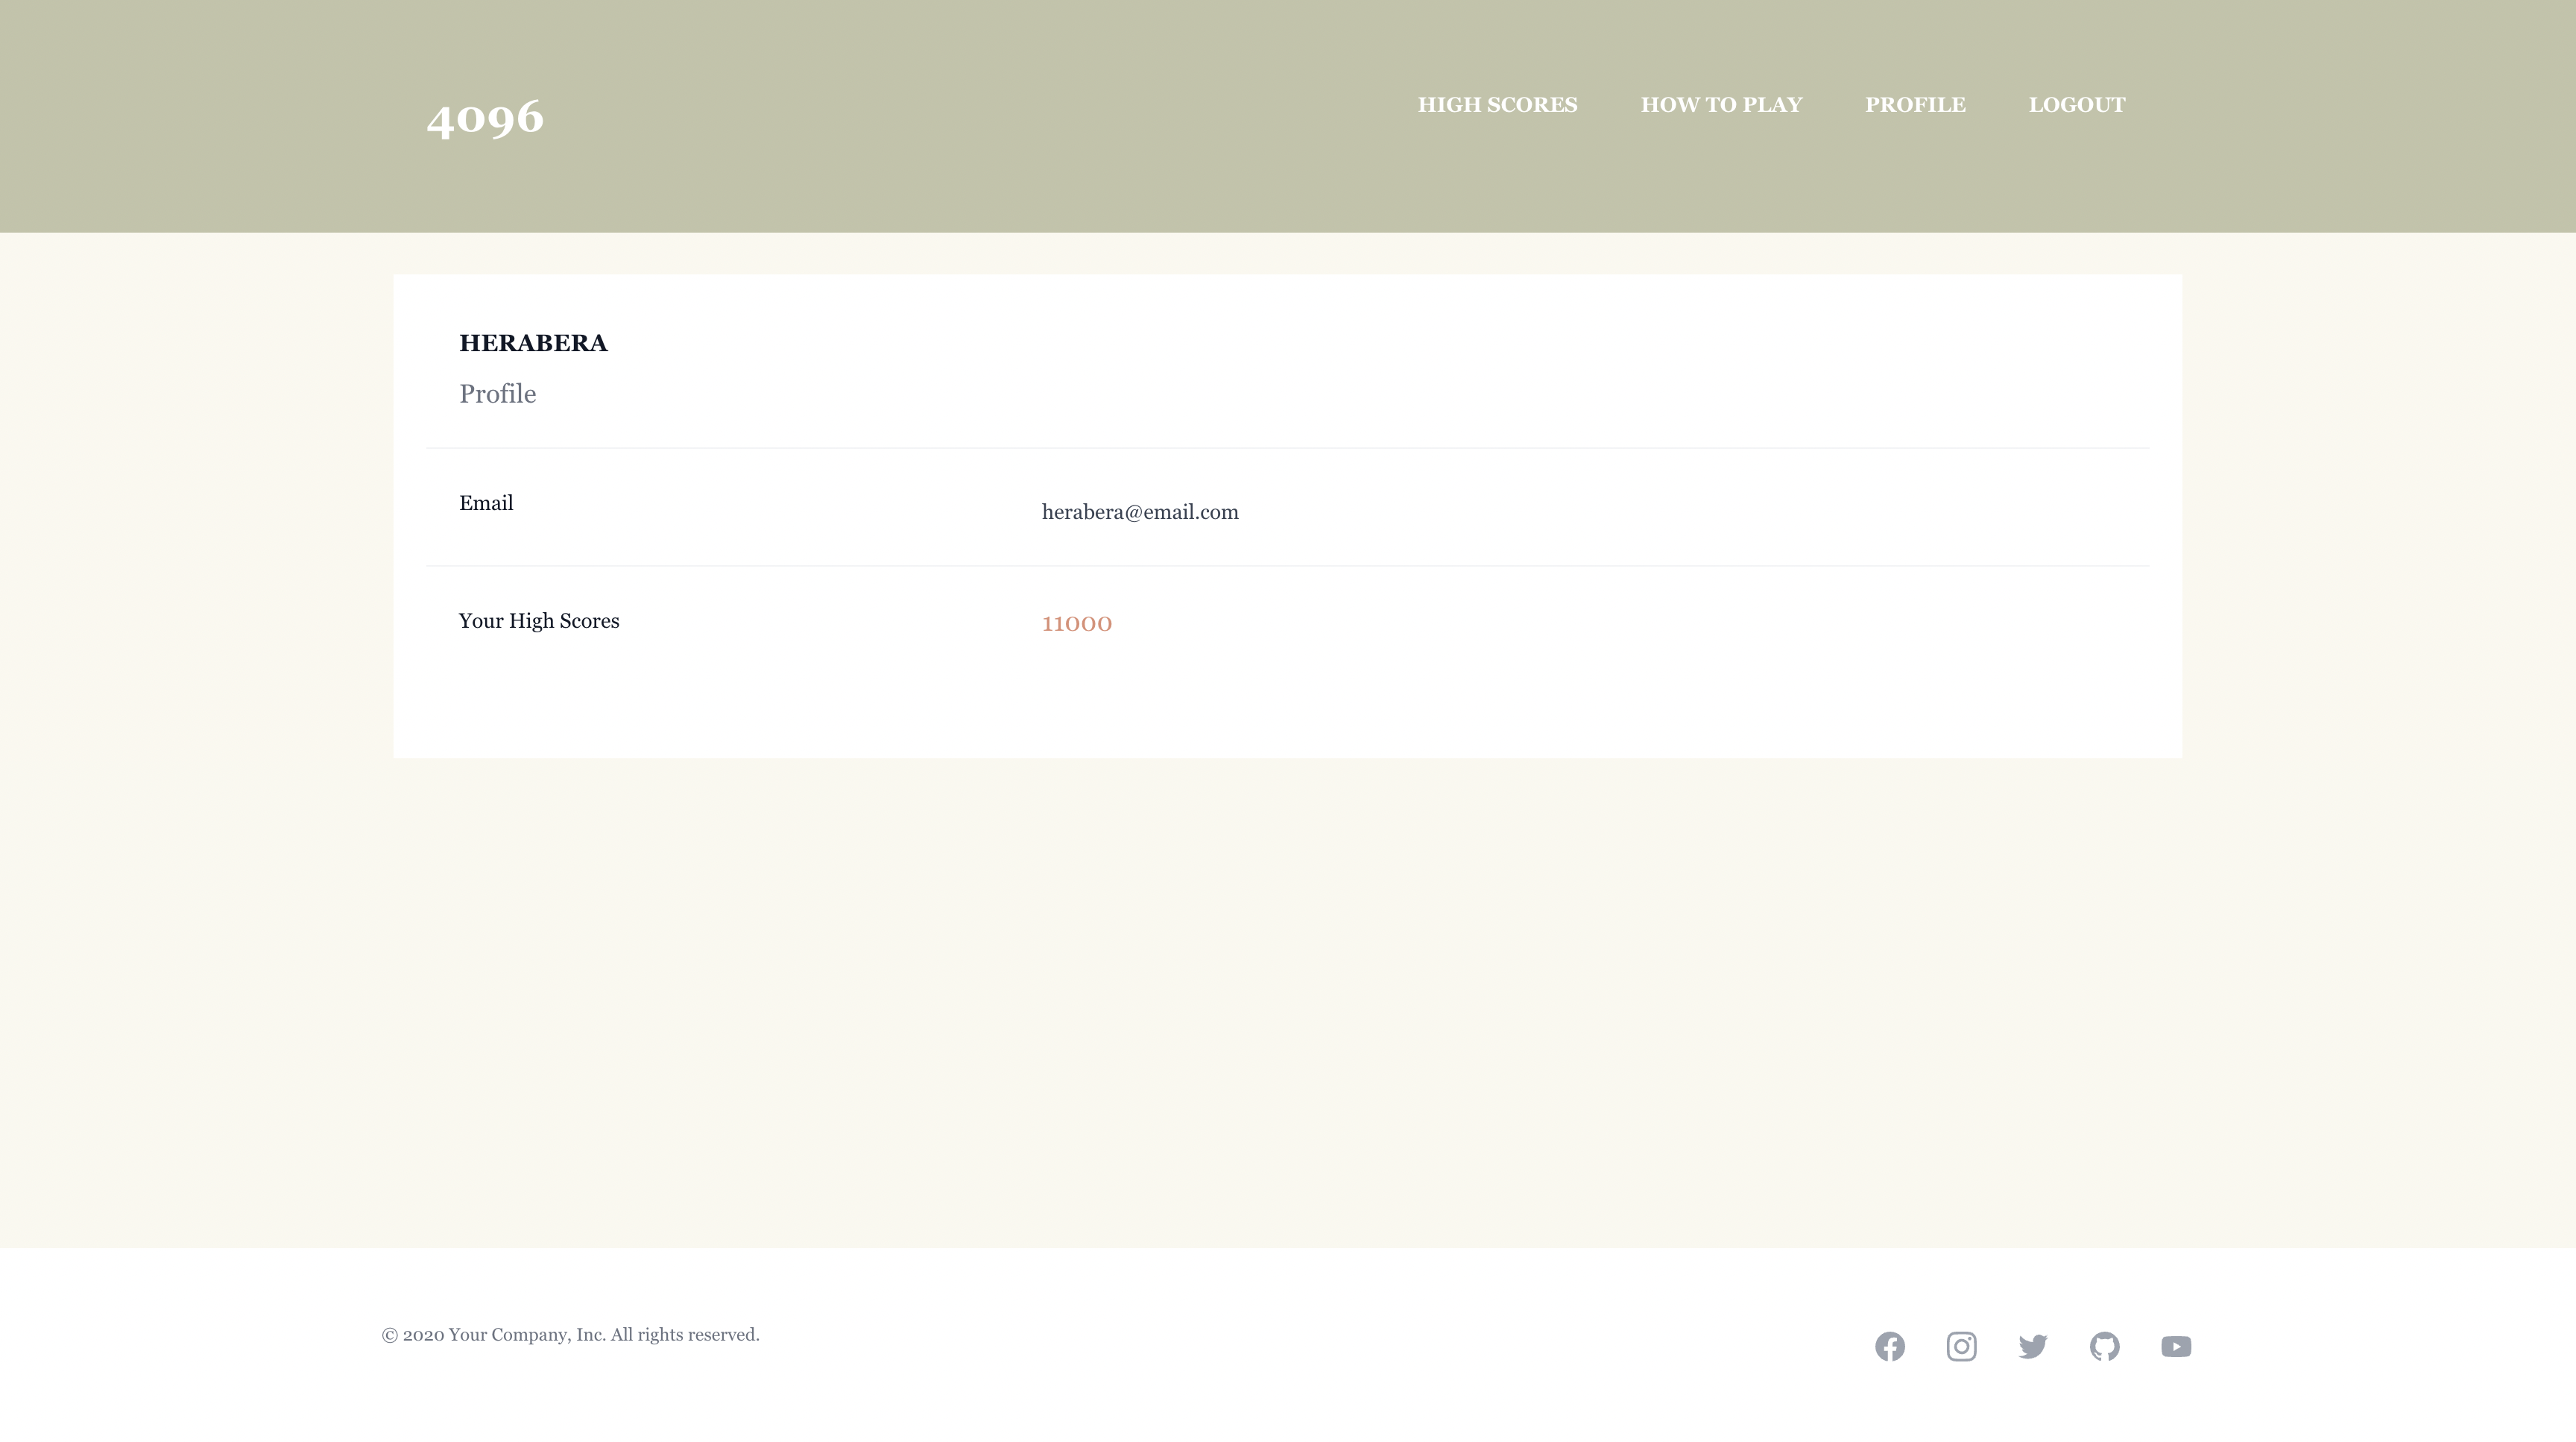 4096
HIGH SCORES HOW TO PLAY PROFILE LOGOUT
HERABERA
Profile
Email herabera@email.com
Your High Scores 11000
© 2020 Your Company, Inc. All rights reserved.